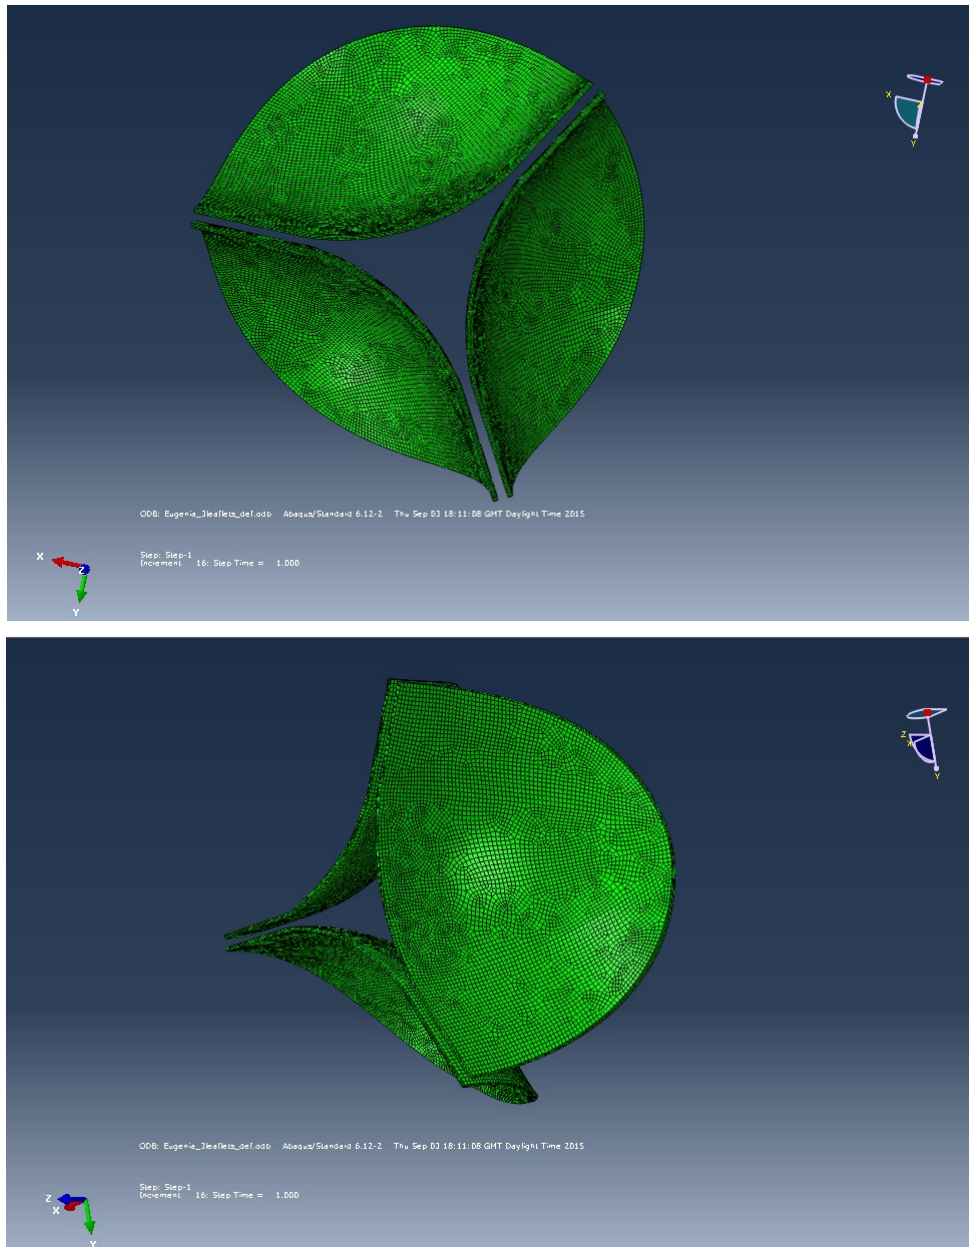 X
Z
Y
ODB: Eugenia_3leaflets_def.odb    Abaqus/Standard 6.12-2    Thu Sep 03 18:11:08 GMT Daylight Time 2015
Step: Step-1
Increment    16: Step Time =    1.000
X
Z
Y
Z
X
Y
ODB: Eugenia_3leaflets_def.odb    Abaqus/Standard 6.12-2    Thu Sep 03 18:11:08 GMT Daylight Time 2015
Step: Step-1
Increment    16: Step Time =    1.000
Z
X
Y